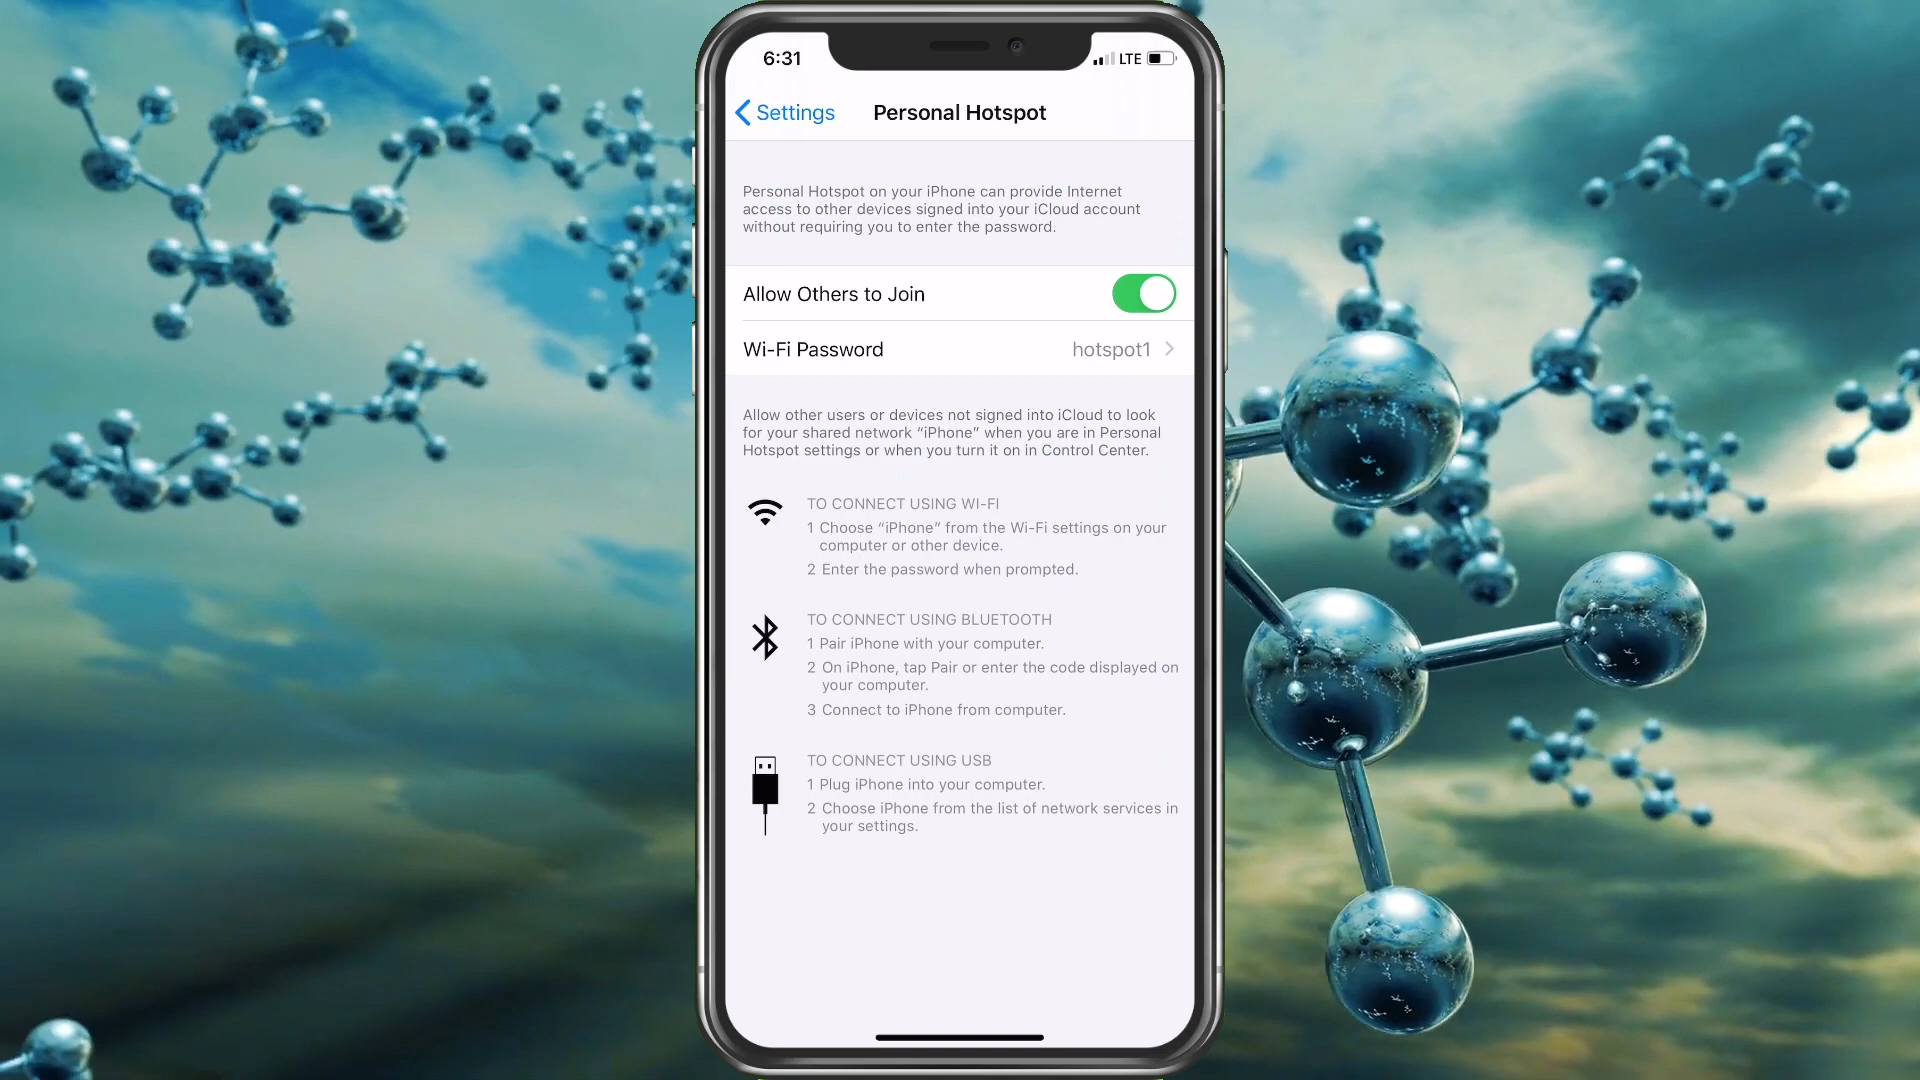 6:31
LTE
Settings
Personal Hotspot
Personal Hotspot on your iPhone can provide Internet
access to other devices signed into your iCloud account
without requiring you to enter the password.
Allow Others to Join
Wi-Fi Password hotspot1
Allow other users or devices not signed into iCloud to look
for your shared network “iPhone” when you are in Personal
Hotspot settings or when you turn it on in Control Center.
TO CONNECT USING WI-FI
1 Choose “iPhone” from the Wi-Fi settings on your
computer or other device.
2 Enter the password when prompted.
TO CONNECT USING BLUETOOTH
1 Pair iPhone with your computer.
2 On iPhone, tap Pair or enter the code displayed on
your computer.
3 Connect to iPhone from computer.
TO CONNECT USING USB
1 Plug iPhone into your computer.
2 Choose iPhone from the list of network services in
your settings.